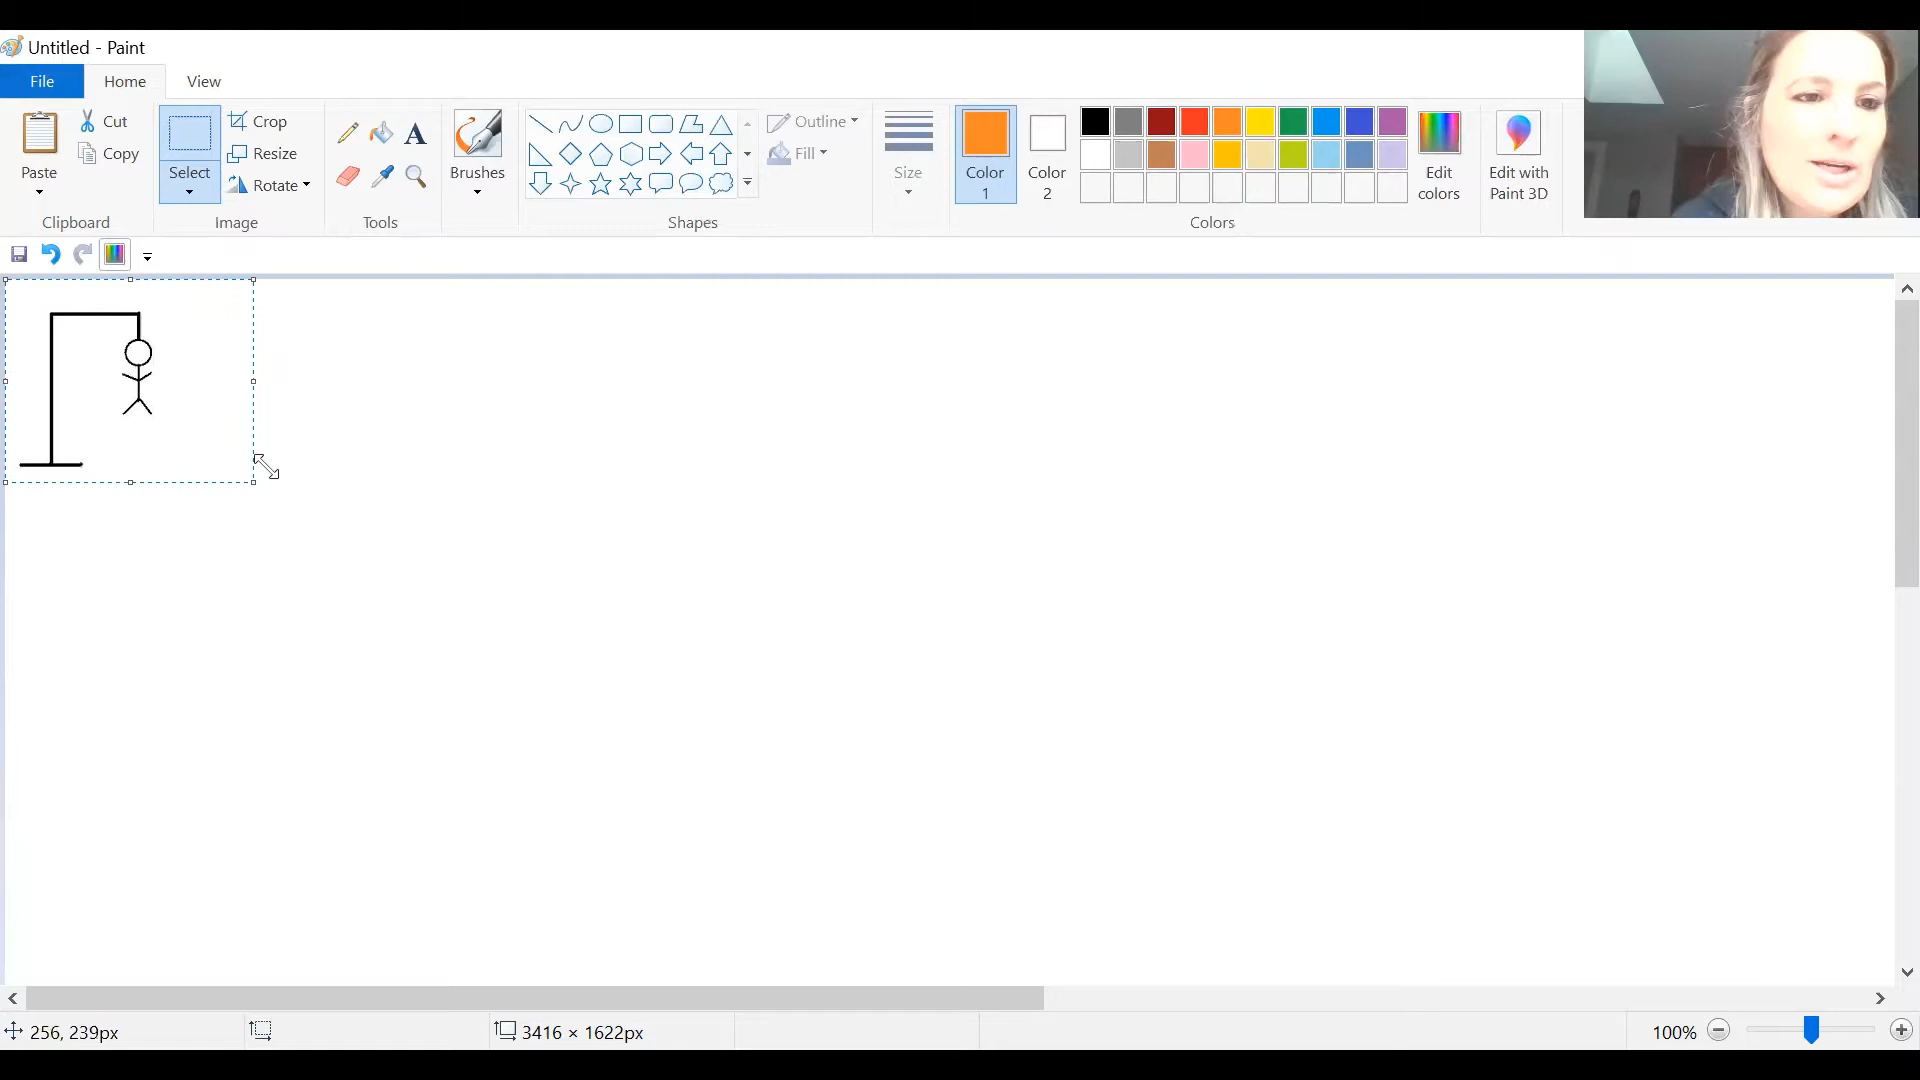 Untitled - Paint
File Home View
Paste
Cut
Copy
Clipboard
Select
Crop
Resize
Rotate
Image
A
Tools
Brushes
Outline
Fill
Shapes
Size
Color
1
Color
2
Edit
colors
Colors
Edit with
Paint 3D
256, 239px
3416 × 1622px
100%